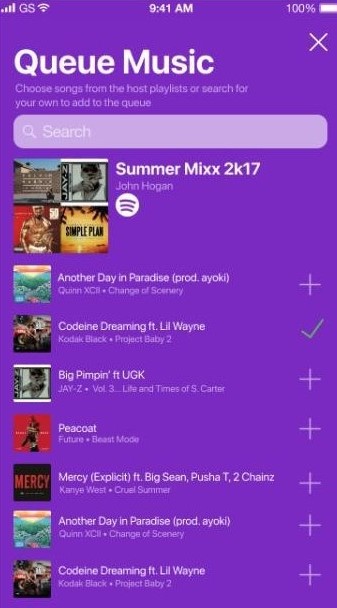 GS 9:41 AM 100%
Queue Music
Choose songs from the host playlists or search for
your own to add to the queue
Search
Summer Mixx 2k17
John Hogan
JAY-Z
50
SIMPLE PLAN
Another Day in Paradise (prod. ayoki)
Quinn XCII • Change of Scenery
Codeine Dreaming ft. Lil Wayne
Kodak Black • Project Baby 2
Big Pimpin' ft UGK
JAY-Z • Vol. 3... Life and Times of S. Carter
Peacoat
Future • Beast Mode
MERCY
Mercy (Explicit) ft. Big Sean, Pusha T, 2 Chainz
Kanye West • Cruel Summer
Another Day in Paradise (prod. ayoki)
Quinn XCII • Change of Scenery
Codeine Dreaming ft. Lil Wayne
Kodak Black • Project Baby 2